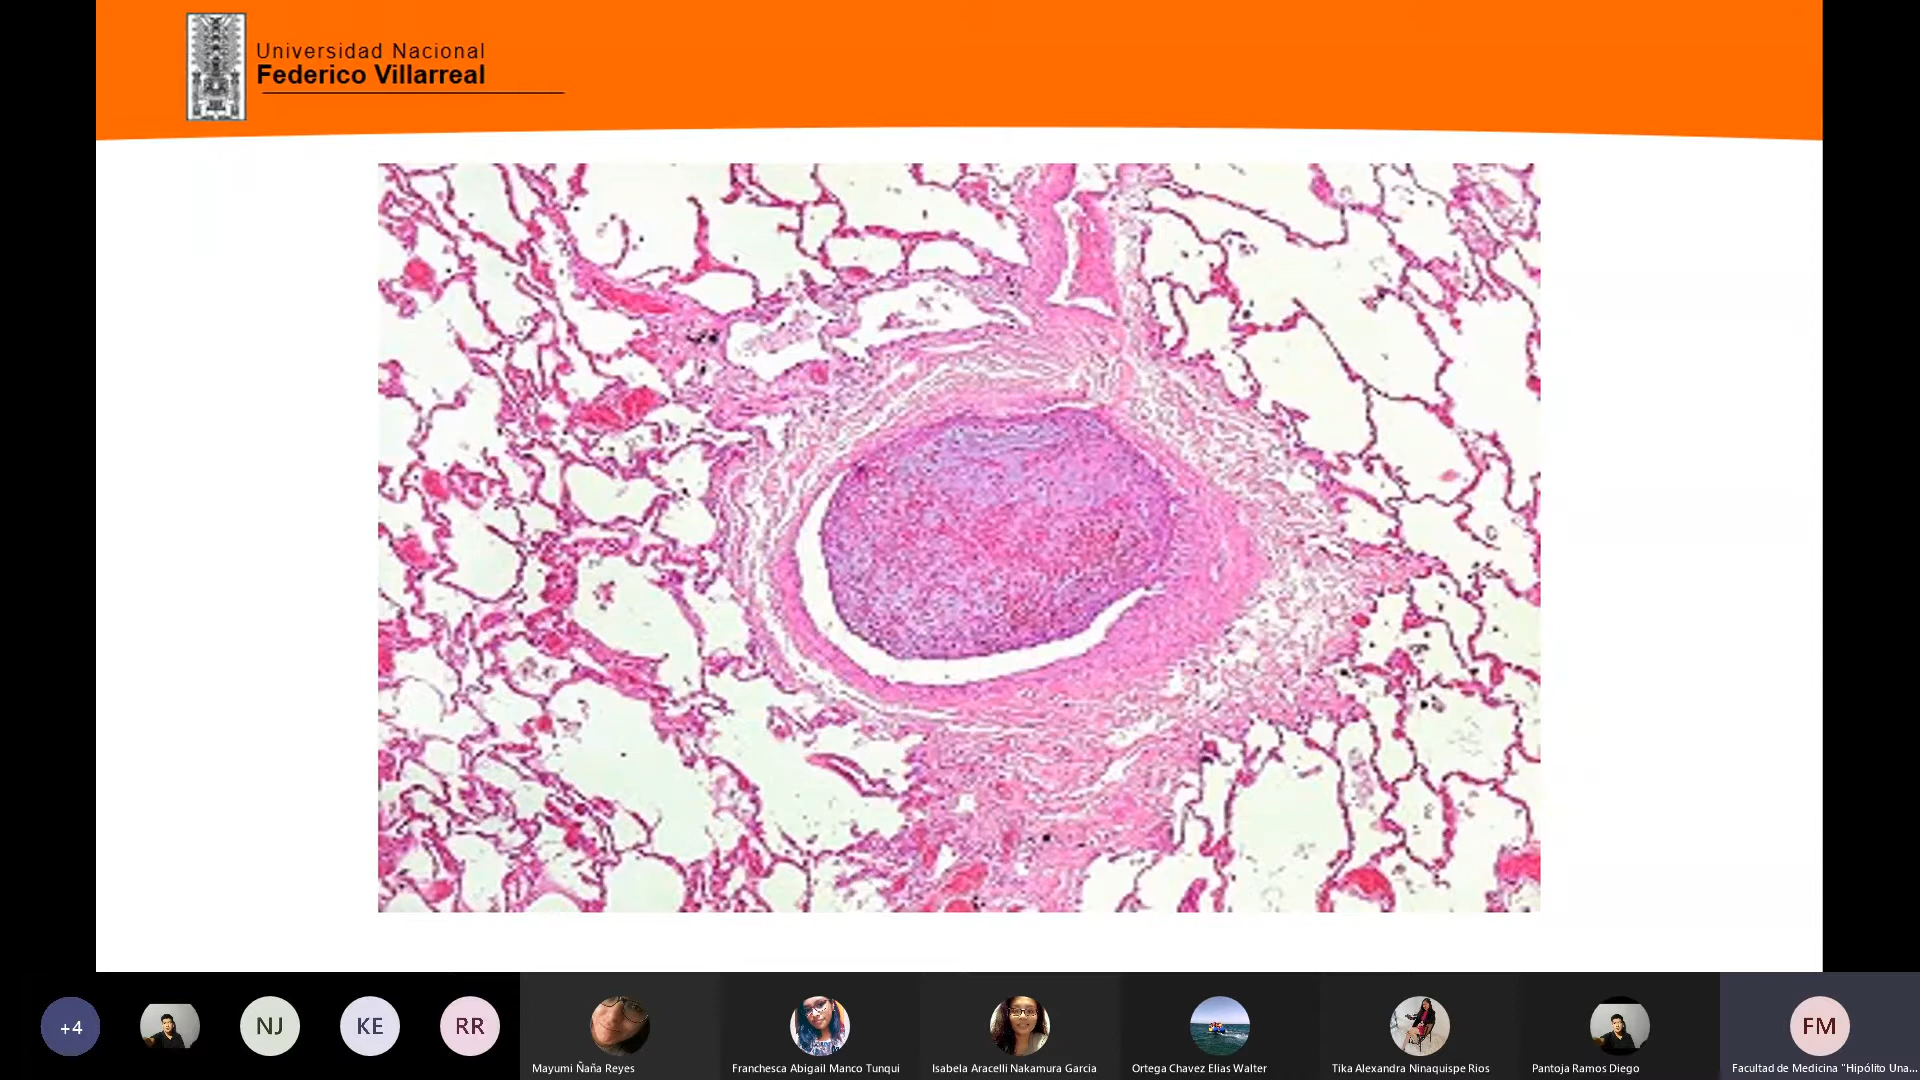 Universidad Nacional
Federico Villarreal
+4
NJ
KE
RR
FM
Mayumi Ñaña Reyes
Franchesca Abigail Manco Tunqui
Isabela Aracelli Nakamura Garcia
Ortega Chavez Elias Walter
Tika Alexandra Ninaquispe Rios
Pantoja Ramos Diego
Facultad de Medicina "Hipólito Una...